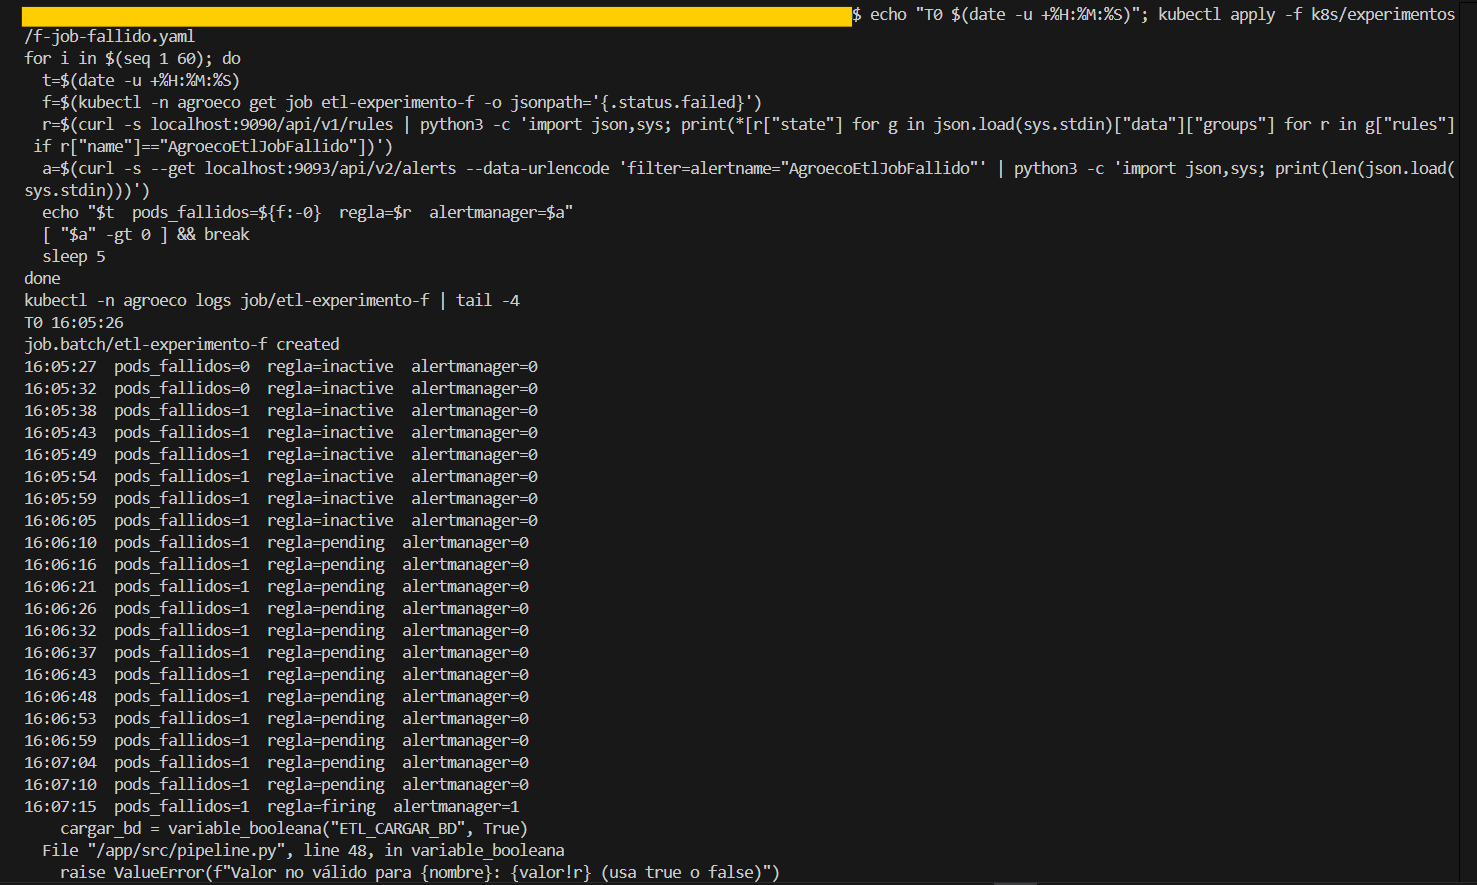 $ echo "T0 $(date -u +%H:%M:%S)"; kubectl apply -f k8s/experimentos
/f-job-fallido.yaml
for i in $(seq 1 60); do
  t=$(date -u +%H:%M:%S)
  f=$(kubectl -n agroeco get job etl-experimento-f -o jsonpath='{.status.failed}')
  r=$(curl -s localhost:9090/api/v1/rules | python3 -c 'import json,sys; print(*[r["state"] for g in json.load(sys.stdin)["data"]["groups"] for r in g["rules"]
 if r["name"]=="AgroecoEtlJobFallido"])')
  a=$(curl -s --get localhost:9093/api/v2/alerts --data-urlencode 'filter=alertname="AgroecoEtlJobFallido"' | python3 -c 'import json,sys; print(len(json.load(
sys.stdin)))')
  echo "$t  pods_fallidos=${f:-0}  regla=$r  alertmanager=$a"
  [ "$a" -gt 0 ] && break
  sleep 5
done
kubectl -n agroeco logs job/etl-experimento-f | tail -4
T0 16:05:26
job.batch/etl-experimento-f created
16:05:27  pods_fallidos=0  regla=inactive  alertmanager=0
16:05:32  pods_fallidos=0  regla=inactive  alertmanager=0
16:05:38  pods_fallidos=1  regla=inactive  alertmanager=0
16:05:43  pods_fallidos=1  regla=inactive  alertmanager=0
16:05:49  pods_fallidos=1  regla=inactive  alertmanager=0
16:05:54  pods_fallidos=1  regla=inactive  alertmanager=0
16:05:59  pods_fallidos=1  regla=inactive  alertmanager=0
16:06:05  pods_fallidos=1  regla=inactive  alertmanager=0
16:06:10  pods_fallidos=1  regla=pending  alertmanager=0
16:06:16  pods_fallidos=1  regla=pending  alertmanager=0
16:06:21  pods_fallidos=1  regla=pending  alertmanager=0
16:06:26  pods_fallidos=1  regla=pending  alertmanager=0
16:06:32  pods_fallidos=1  regla=pending  alertmanager=0
16:06:37  pods_fallidos=1  regla=pending  alertmanager=0
16:06:43  pods_fallidos=1  regla=pending  alertmanager=0
16:06:48  pods_fallidos=1  regla=pending  alertmanager=0
16:06:53  pods_fallidos=1  regla=pending  alertmanager=0
16:06:59  pods_fallidos=1  regla=pending  alertmanager=0
16:07:04  pods_fallidos=1  regla=pending  alertmanager=0
16:07:10  pods_fallidos=1  regla=pending  alertmanager=0
16:07:15  pods_fallidos=1  regla=firing  alertmanager=1
    cargar_bd = variable_booleana("ETL_CARGAR_BD", True)
  File "/app/src/pipeline.py", line 48, in variable_booleana
    raise ValueError(f"Valor no válido para {nombre}: {valor!r} (usa true o false)")